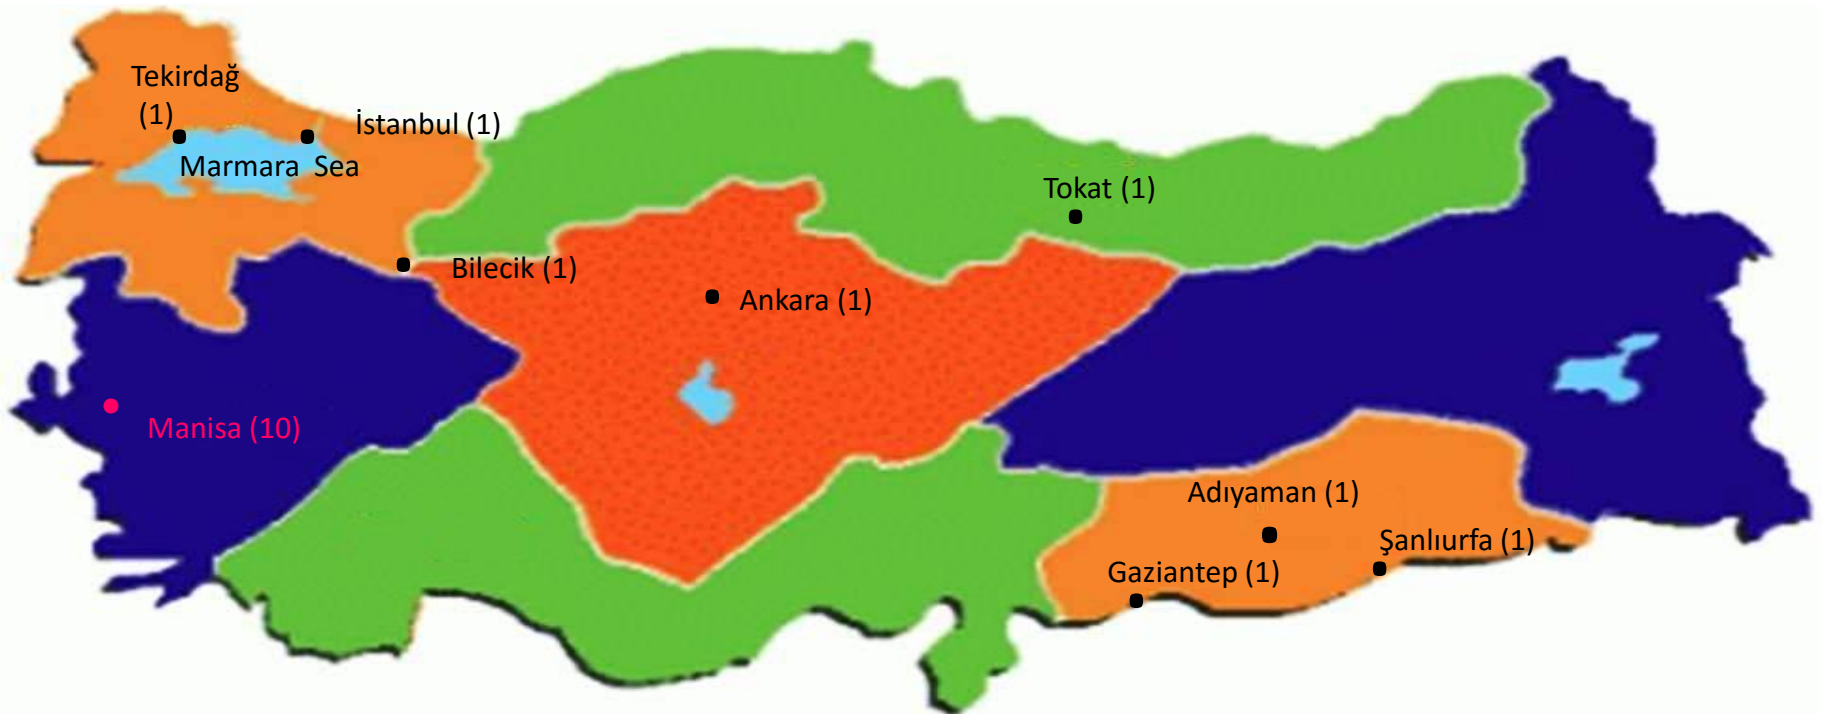 Tekirdağ
(1)
İstanbul (1)
Marmara Sea
Tokat (1)
Bilecik (1)
Ankara (1)
Manisa (10)
Adıyaman (1)
Şanlıurfa (1)
Gaziantep (1)